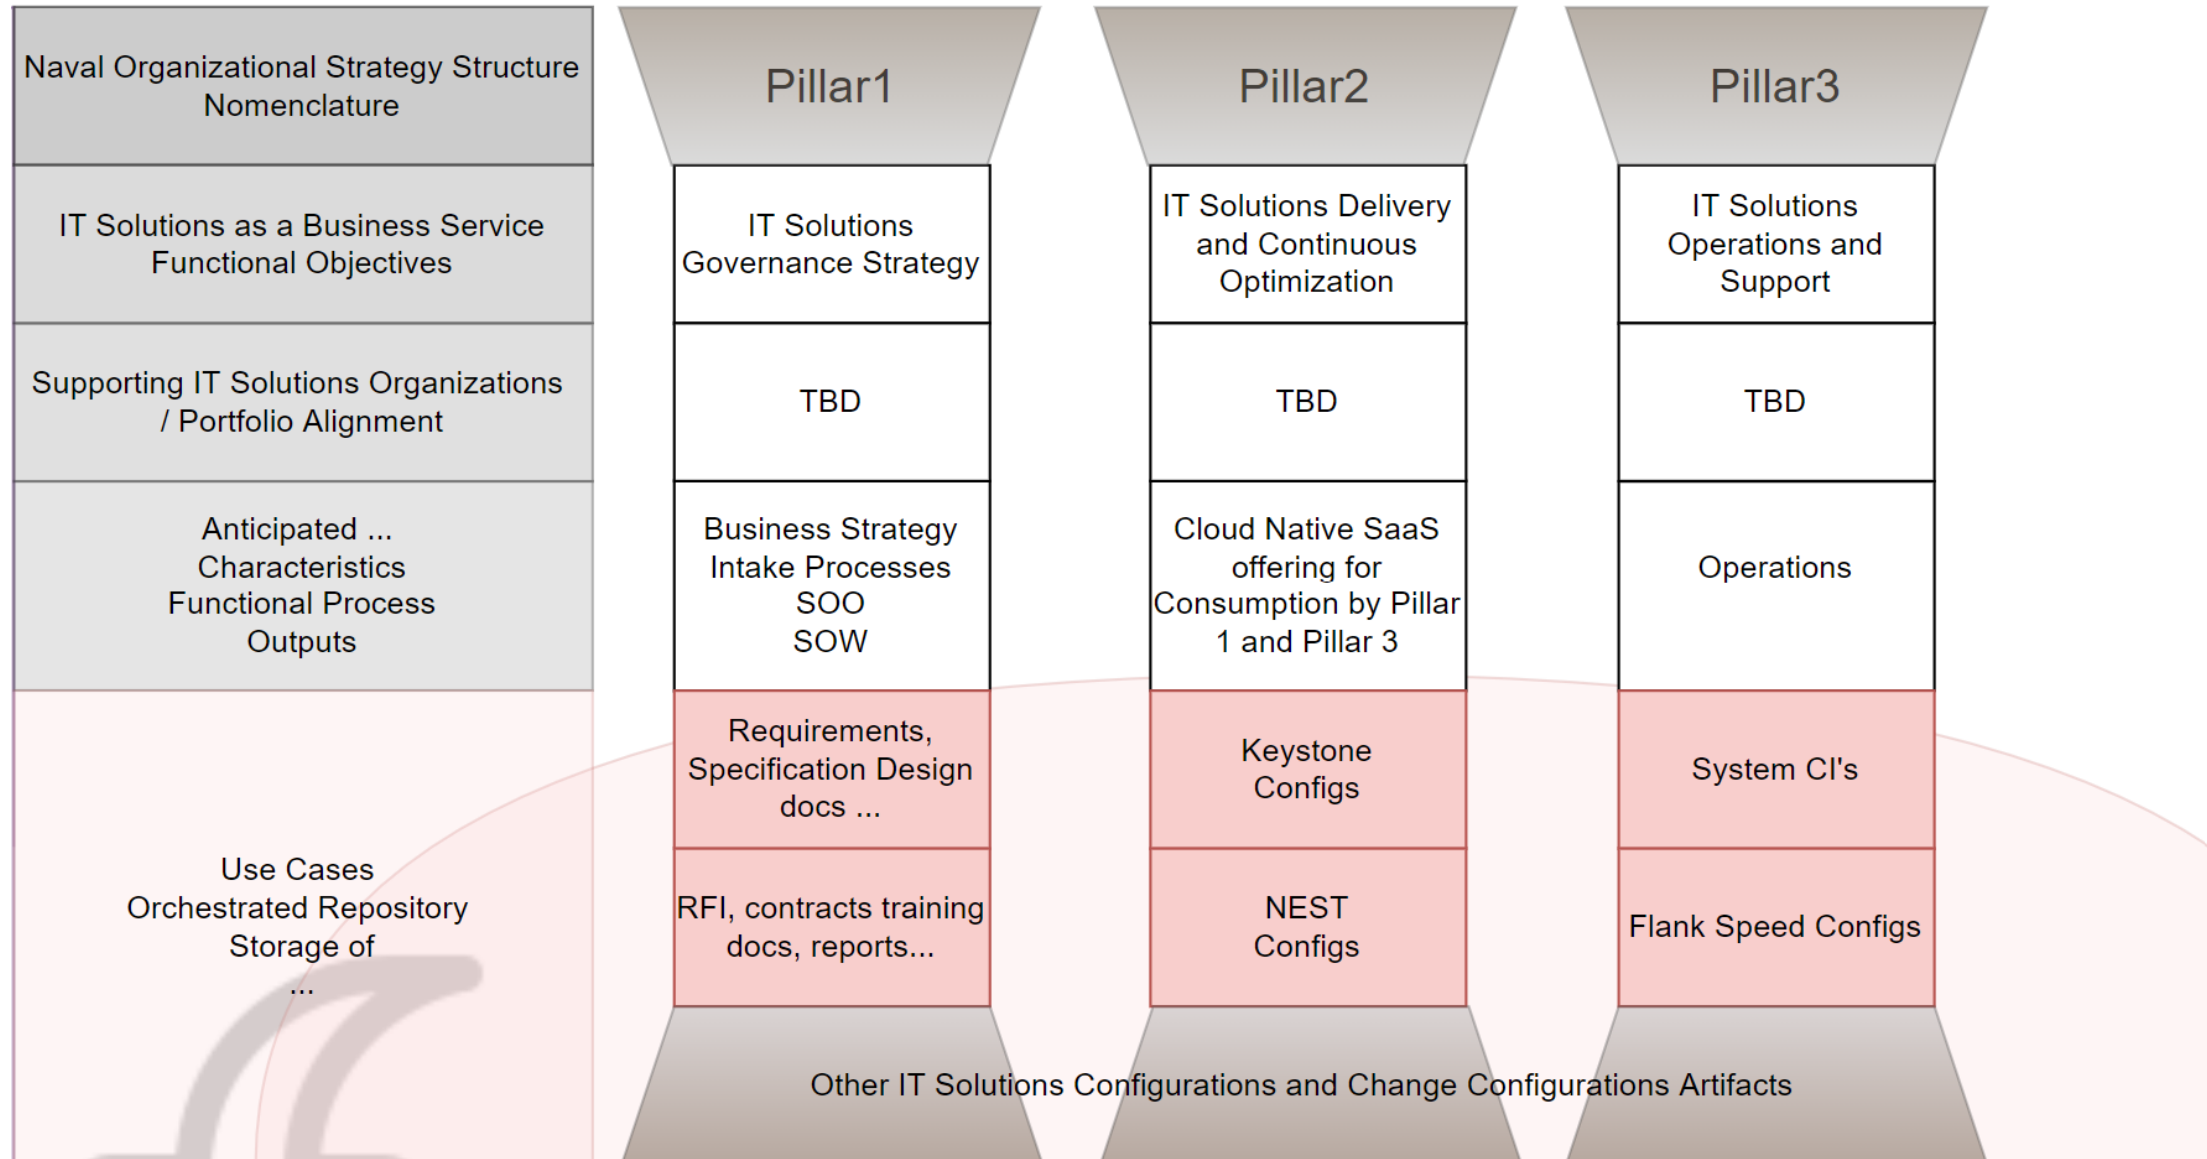 Naval Organizational Strategy Structure
Nomenclature
Pillar1
Pillar2
Pillar3
IT Solutions as a Business Service
Functional Objectives
IT Solutions
Governance Strategy
IT Solutions Delivery
and Continuous
Optimization
IT Solutions
Operations and
Support
Supporting IT Solutions Organizations
/ Portfolio Alignment
TBD
TBD
TBD
Anticipated ...
Characteristics
Functional Process
Outputs
Business Strategy
Intake Processes
SOO
SOW
Cloud Native SaaS
offering for
Consumption by Pillar
1 and Pillar 3
Operations
Use Cases
Orchestrated Repository
Storage of
...
Requirements,
Specification Design
docs ...
Keystone
Configs
System CI's
RFI, contracts training
docs, reports...
NEST
Configs
Flank Speed Configs
Other IT Solutions Configurations and Change Configurations Artifacts